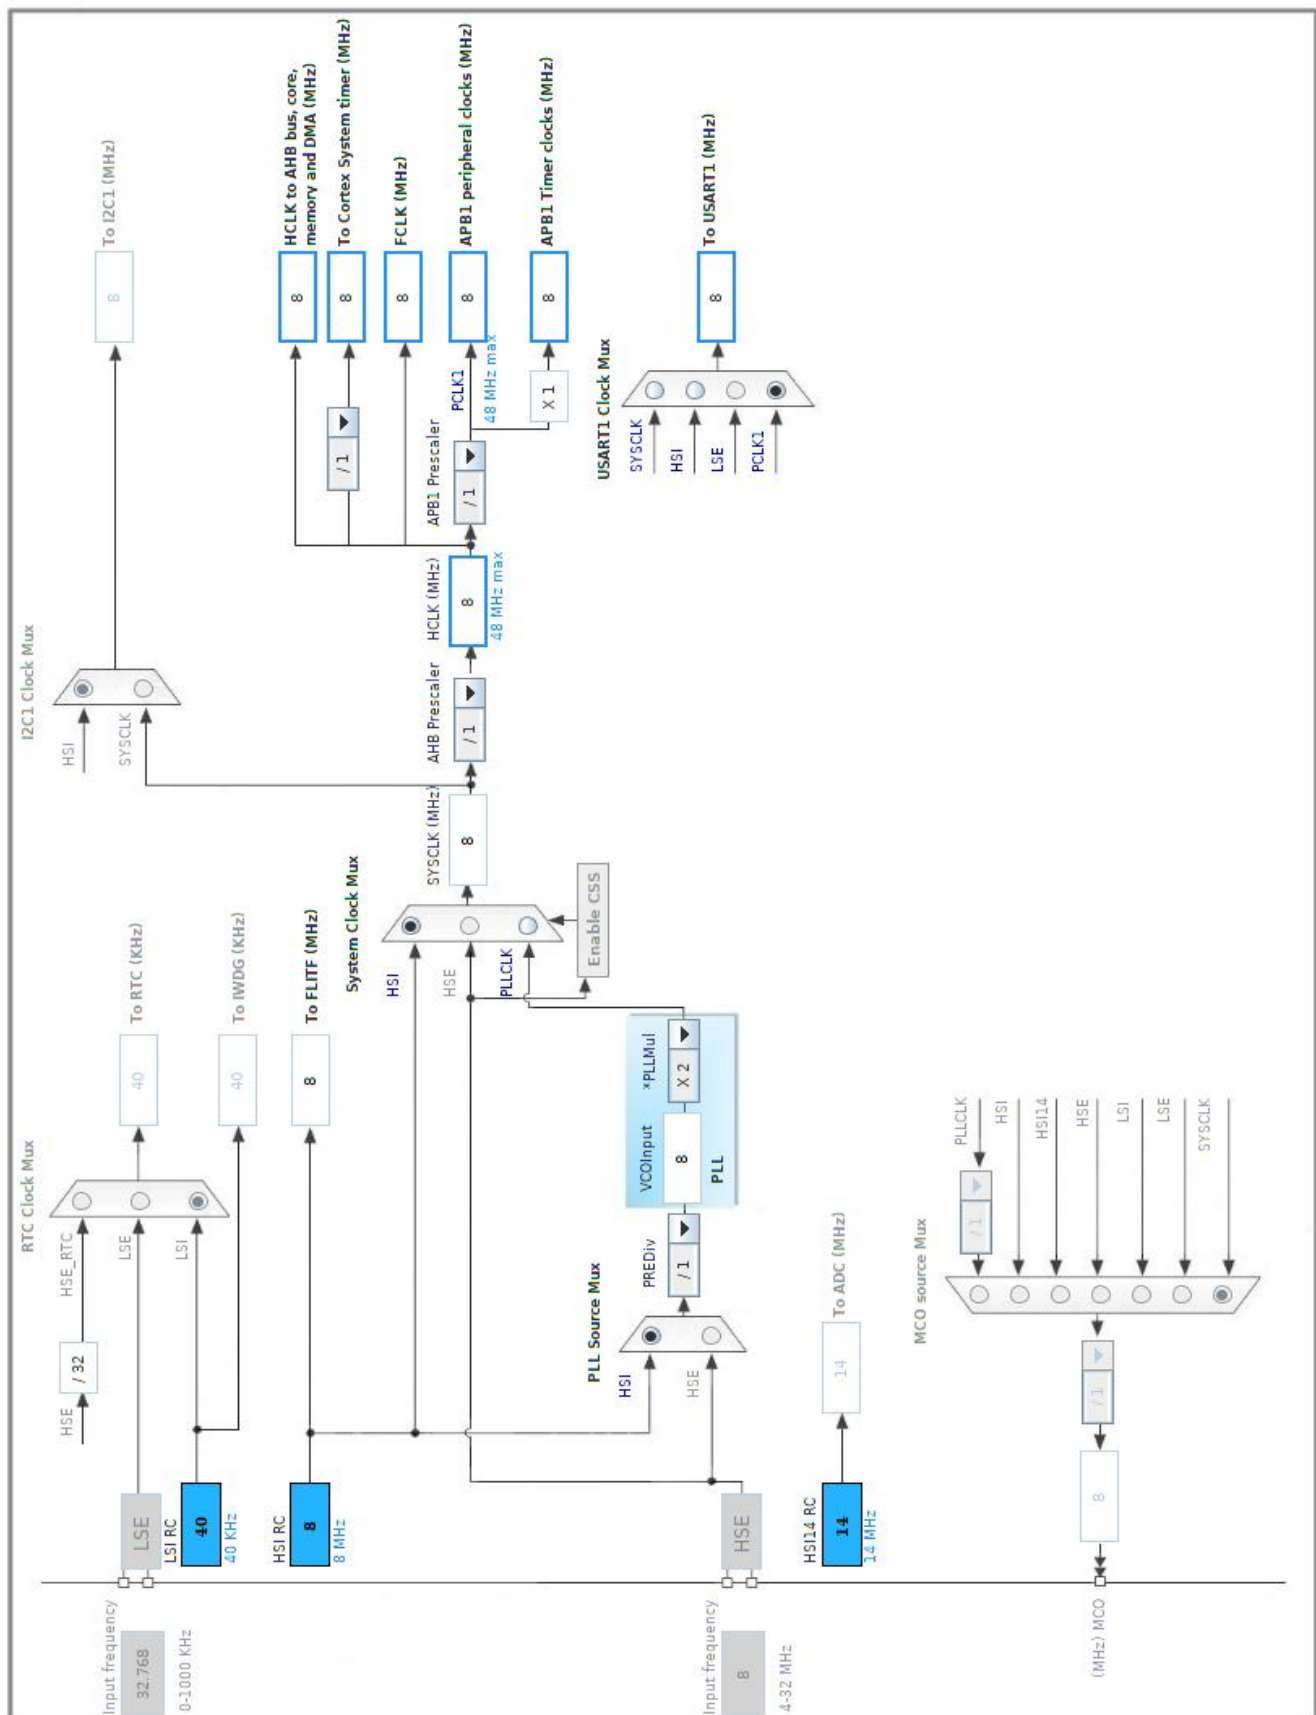 Input frequency
32.768
0-1000 KHz
LSE
LSI RC
40
40 KHz
HSE
/ 32
HSE_RTC
LSE
LSI
RTC Clock Mux
40
To RTC (KHz)
40
To IWDG (KHz)
HSI RC
8
8 MHz
8
To FLITF (MHz)
I2C1 Clock Mux
HSI
SYSCLK
8
To I2C1 (MHz)
System Clock Mux
HSI
HSE
PLLCLK
Enable CSS
SYSCLK (MHz)
8
AHB Prescaler
/ 1
HCLK (MHz)
8
48 MHz max
/ 1
APB1 Prescaler
/ 1
PCLK1
48 MHz max
X 1
8
HCLK to AHB bus, core,
memory and DMA (MHz)
8
To Cortex System timer (MHz)
8
FCLK (MHz)
8
APB1 peripheral clocks (MHz)
8
APB1 Timer clocks (MHz)
PLL Source Mux
HSI
HSE
PREDiv
/ 1
VCOInput
8
*PLLMul
X 2
PLL
USART1 Clock Mux
SYSCLK
HSI
LSE
PCLK1
8
To USART1 (MHz)
Input frequency
8
4-32 MHz
HSE
HSI14 RC
14
14 MHz
14
To ADC (MHz)
MCO source Mux
PLLCLK
/ 1
HSI
HSI14
HSE
LSI
LSE
SYSCLK
/ 1
8
(MHz) MCO